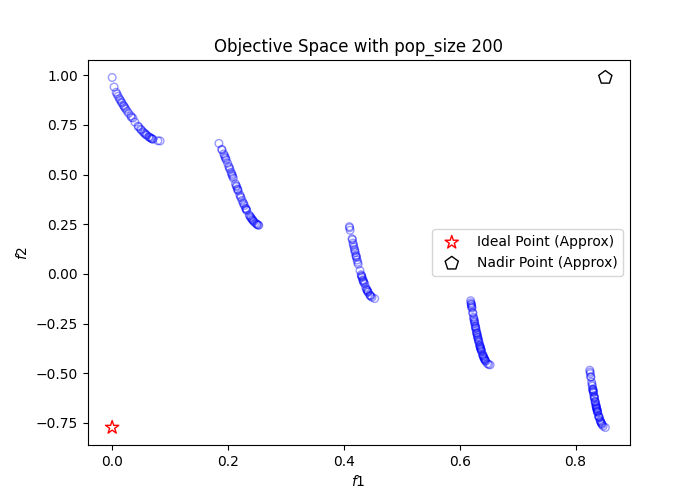 Objective Space with pop_size 200
1.00
0.75
0.50
0.25
0.00
−0.25
−0.50
−0.75
f2
Ideal Point (Approx)
Nadir Point (Approx)
0.0 0.2 0.4 0.6 0.8
f1